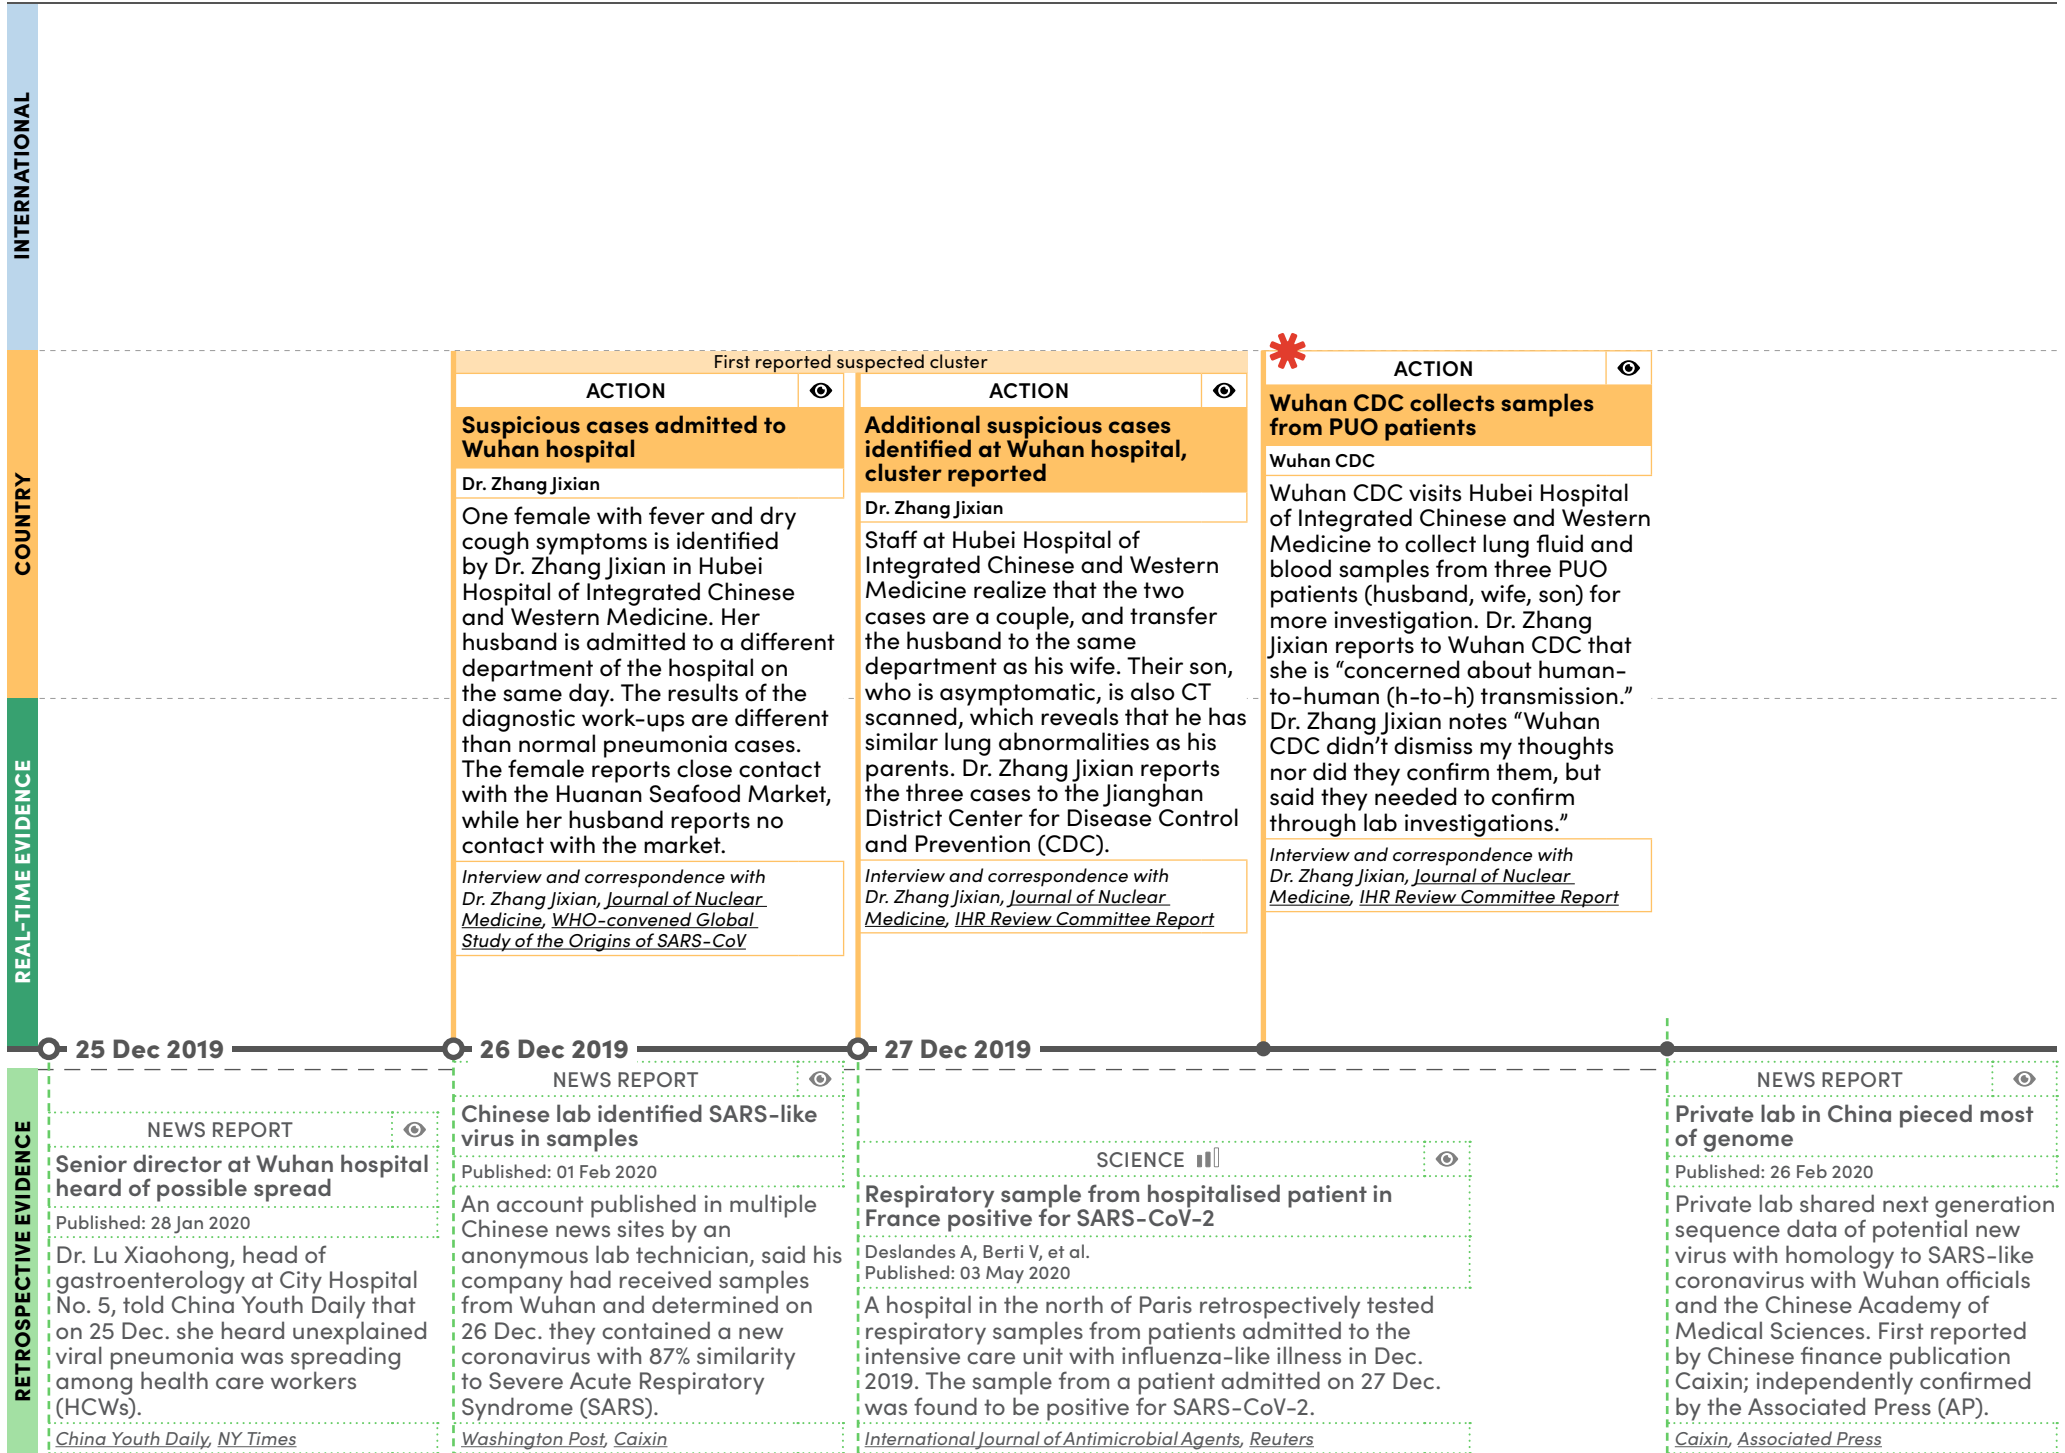 INTERNATIONAL
COUNTRY
REAL-TIME EVIDENCE
RETROSPECTIVE EVIDENCE
First reported suspected cluster
ACTION
Suspicious cases admitted to
Wuhan hospital
Dr. Zhang Jixian
One female with fever and dry
cough symptoms is identified
by Dr. Zhang Jixian in Hubei
Hospital of Integrated Chinese
and Western Medicine. Her
husband is admitted to a different
department of the hospital on
the same day. The results of the
diagnostic work-ups are different
than normal pneumonia cases.
The female reports close contact
with the Huanan Seafood Market,
while her husband reports no
contact with the market.
Interview and correspondence with
Dr. Zhang Jixian, Journal of Nuclear
Medicine, WHO-convened Global
Study of the Origins of SARS-CoV
ACTION
Additional suspicious cases
identified at Wuhan hospital,
cluster reported
Dr. Zhang Jixian
Staff at Hubei Hospital of
Integrated Chinese and Western
Medicine realize that the two
cases are a couple, and transfer
the husband to the same
department as his wife. Their son,
who is asymptomatic, is also CT
scanned, which reveals that he has
similar lung abnormalities as his
parents. Dr. Zhang Jixian reports
the three cases to the Jianghan
District Center for Disease Control
and Prevention (CDC).
Interview and correspondence with
Dr. Zhang Jixian, Journal of Nuclear
Medicine, IHR Review Committee Report
ACTION
Wuhan CDC collects samples
from PUO patients
Wuhan CDC
Wuhan CDC visits Hubei Hospital
of Integrated Chinese and Western
Medicine to collect lung fluid and
blood samples from three PUO
patients (husband, wife, son) for
more investigation. Dr. Zhang
Jixian reports to Wuhan CDC that
she is “concerned about human-
to-human (h-to-h) transmission.”
Dr. Zhang Jixian notes “Wuhan
CDC didn’t dismiss my thoughts
nor did they confirm them, but
said they needed to confirm
through lab investigations.”
Interview and correspondence with
Dr. Zhang Jixian, Journal of Nuclear
Medicine, IHR Review Committee Report
25 Dec 2019
26 Dec 2019
27 Dec 2019
NEWS REPORT
Senior director at Wuhan hospital
heard of possible spread
Published: 28 Jan 2020
Dr. Lu Xiaohong, head of
gastroenterology at City Hospital
No. 5, told China Youth Daily that
on 25 Dec. she heard unexplained
viral pneumonia was spreading
among health care workers
(HCWs).
China Youth Daily, NY Times
NEWS REPORT
Chinese lab identified SARS-like
virus in samples
Published: 01 Feb 2020
An account published in multiple
Chinese news sites by an
anonymous lab technician, said his
company had received samples
from Wuhan and determined on
26 Dec. they contained a new
coronavirus with 87% similarity
to Severe Acute Respiratory
Syndrome (SARS).
Washington Post, Caixin
SCIENCE
Respiratory sample from hospitalised patient in
France positive for SARS-CoV-2
Deslandes A, Berti V, et al.
Published: 03 May 2020
A hospital in the north of Paris retrospectively tested
respiratory samples from patients admitted to the
intensive care unit with influenza-like illness in Dec.
2019. The sample from a patient admitted on 27 Dec.
was found to be positive for SARS-CoV-2.
International Journal of Antimicrobial Agents, Reuters
NEWS REPORT
Private lab in China pieced most
of genome
Published: 26 Feb 2020
Private lab shared next generation
sequence data of potential new
virus with homology to SARS-like
coronavirus with Wuhan officials
and the Chinese Academy of
Medical Sciences. First reported
by Chinese finance publication
Caixin; independently confirmed
by the Associated Press (AP).
Caixin, Associated Press